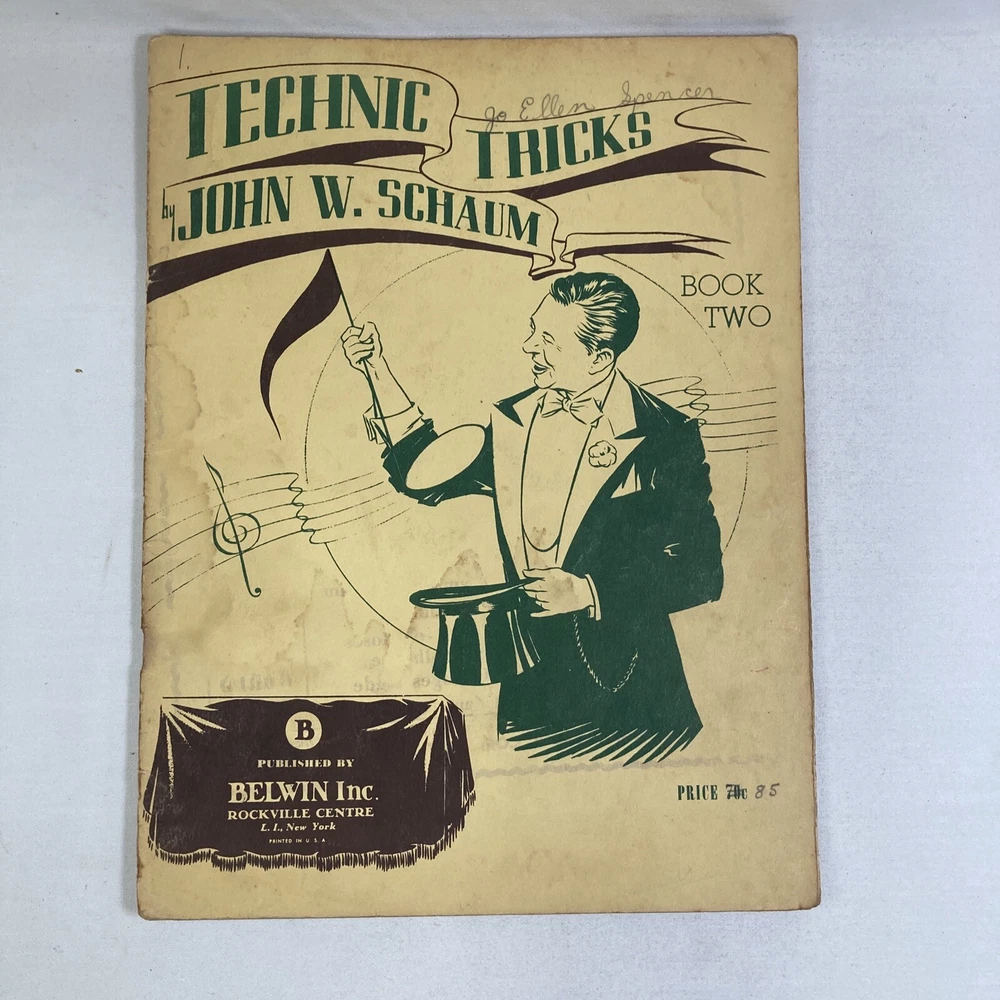 1.
Jo Ellen Spencer
TECHNIC
TRICKS
by JOHN W. SCHAUM
BOOK
TWO
B
PUBLISHED BY
BELWIN Inc.
ROCKVILLE CENTRE
L. I., New York
PRINTED IN U. S. A.
PRICE 70c 85